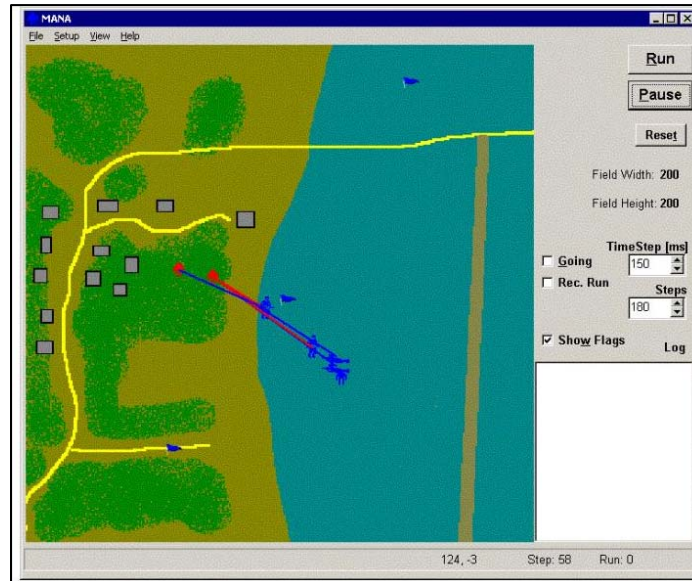 MANA
File Setup View Help
Run
Pause
Reset
Field Width: 200
Field Height: 200
TimeStep [ms]
Going
150
Rec. Run
Steps
180
Show Flags
Log
124, -3 Step: 58 Run: 0